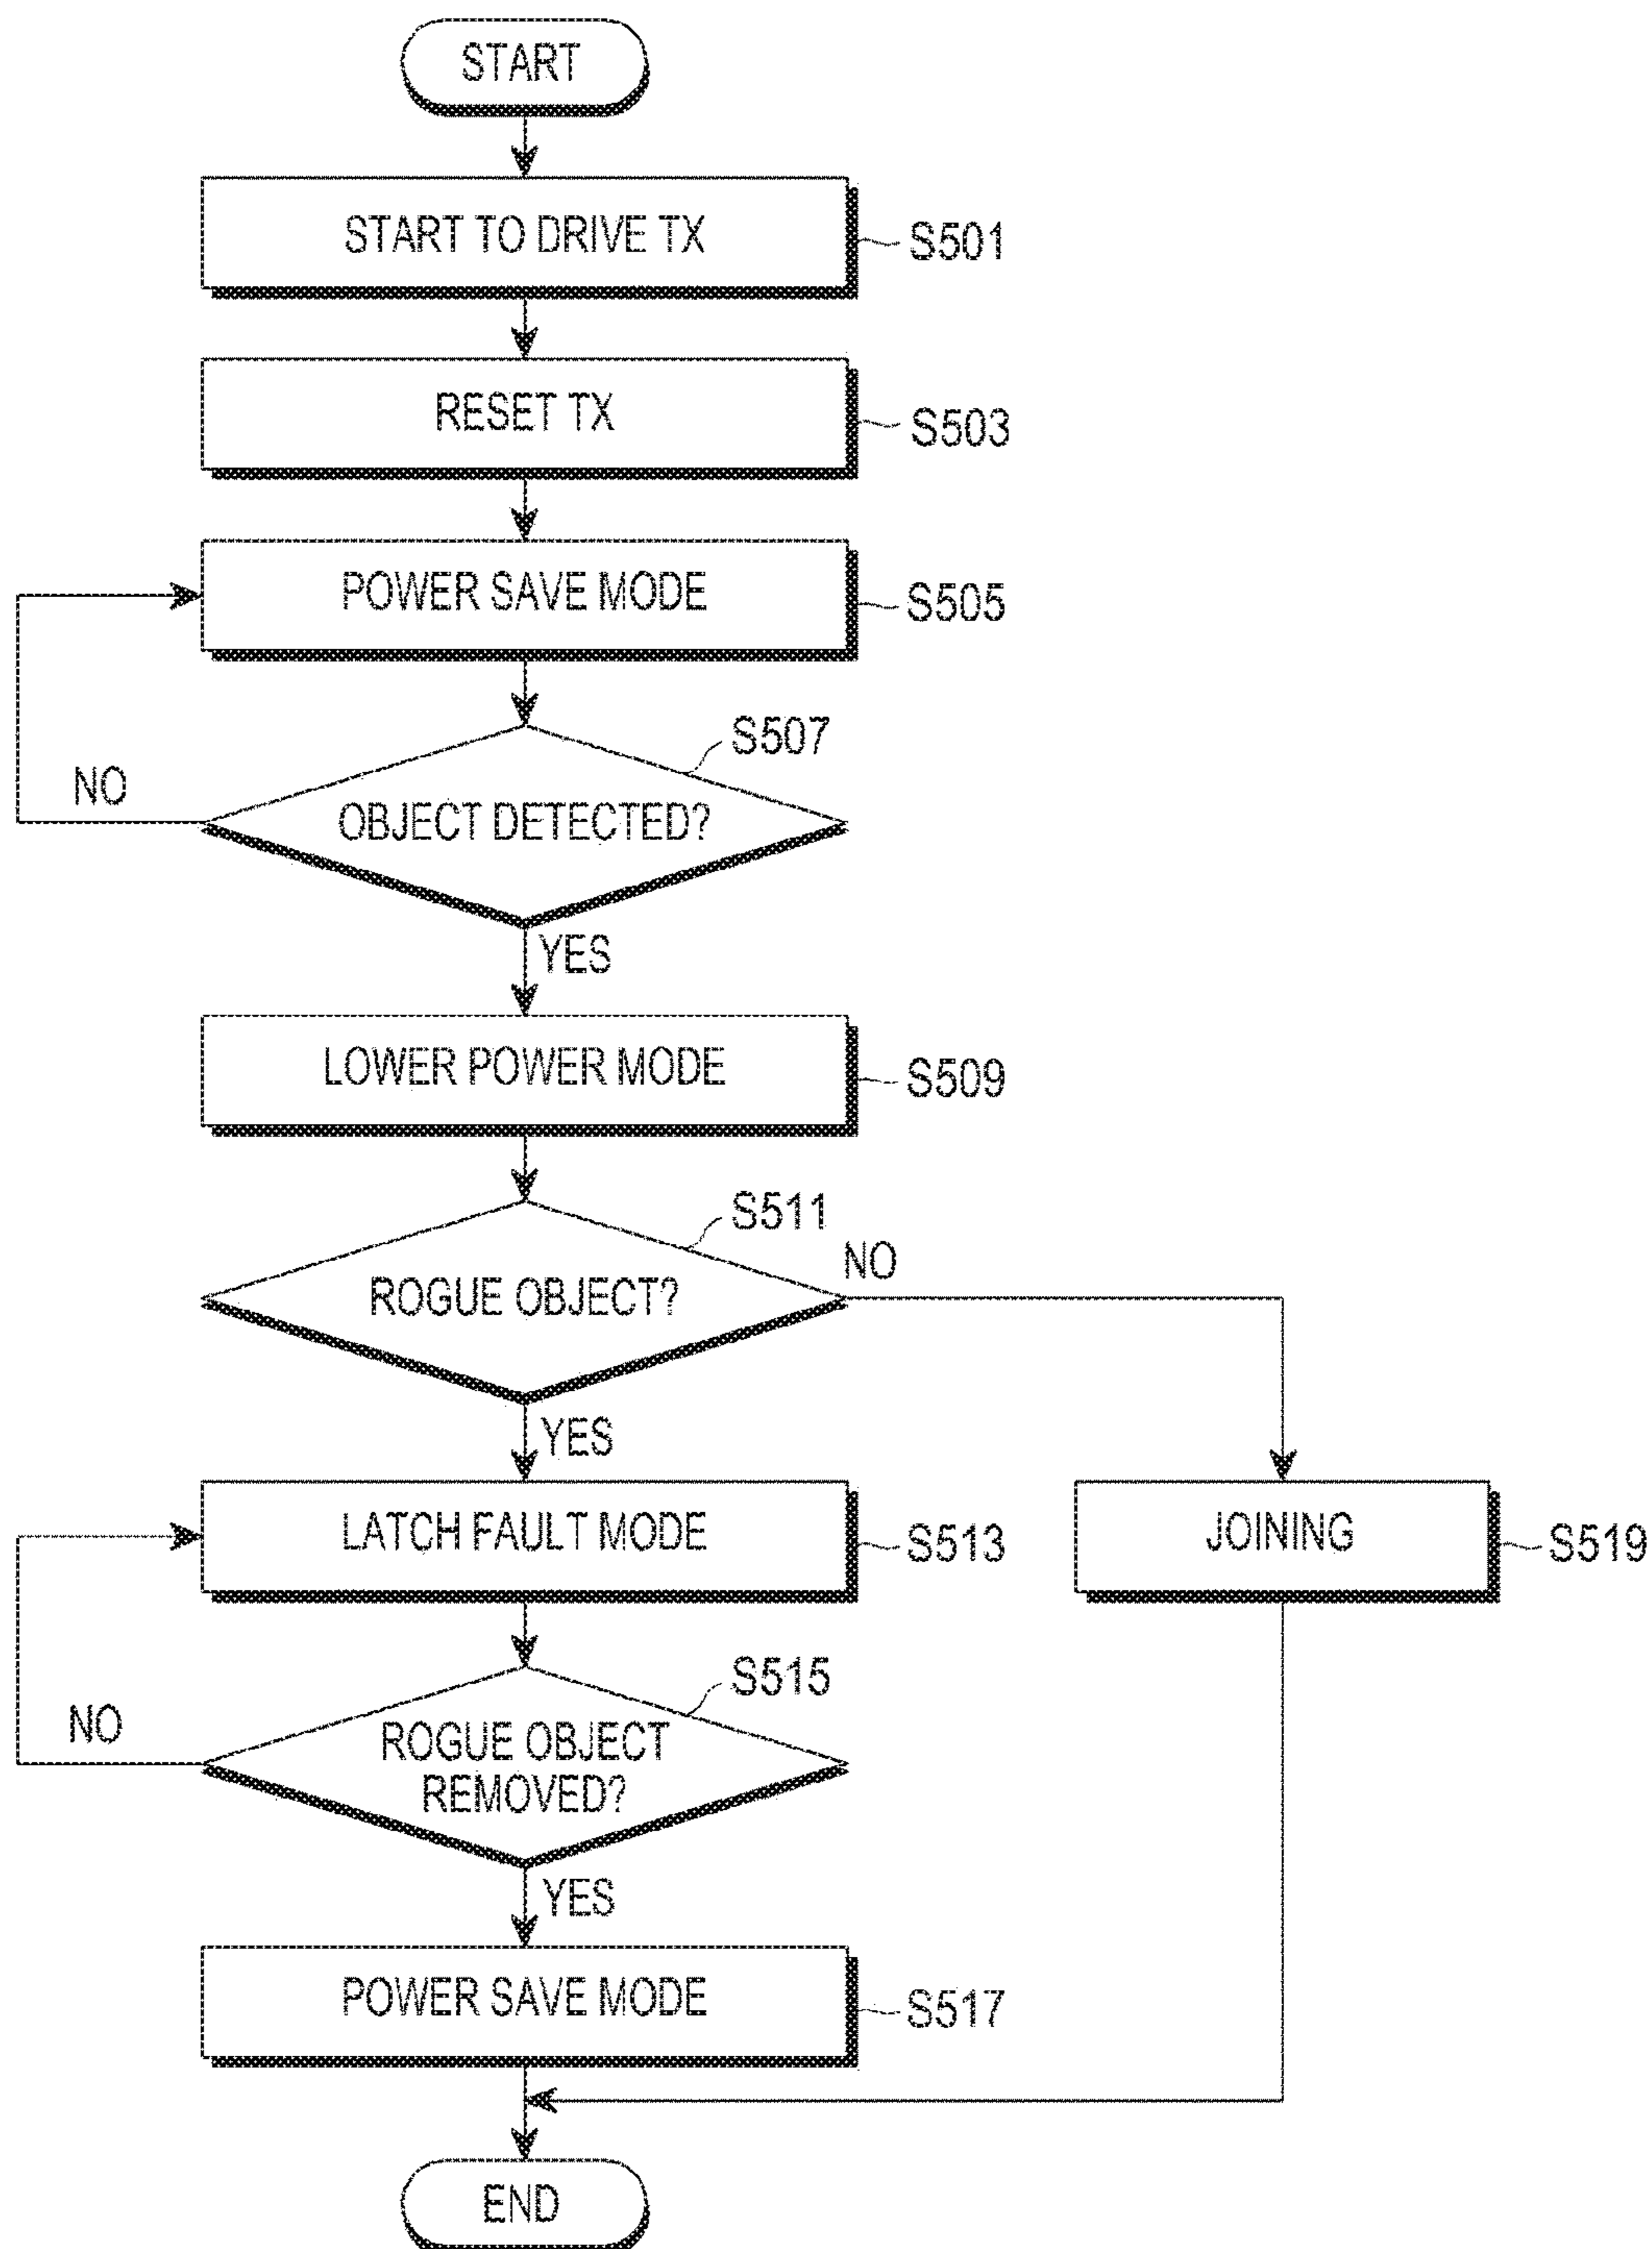 START
START TO DRIVE TX
S501
RESET TX
S503
POWER SAVE MODE
S505
S507
NO
OBJECT DETECTED?
YES
LOWER POWER MODE
S509
S511
NO
ROGUE OBJECT?
YES
LATCH FAULT MODE
S513
JOINING
S519
S515
NO
ROGUE OBJECT
REMOVED?
YES
POWER SAVE MODE
S517
END